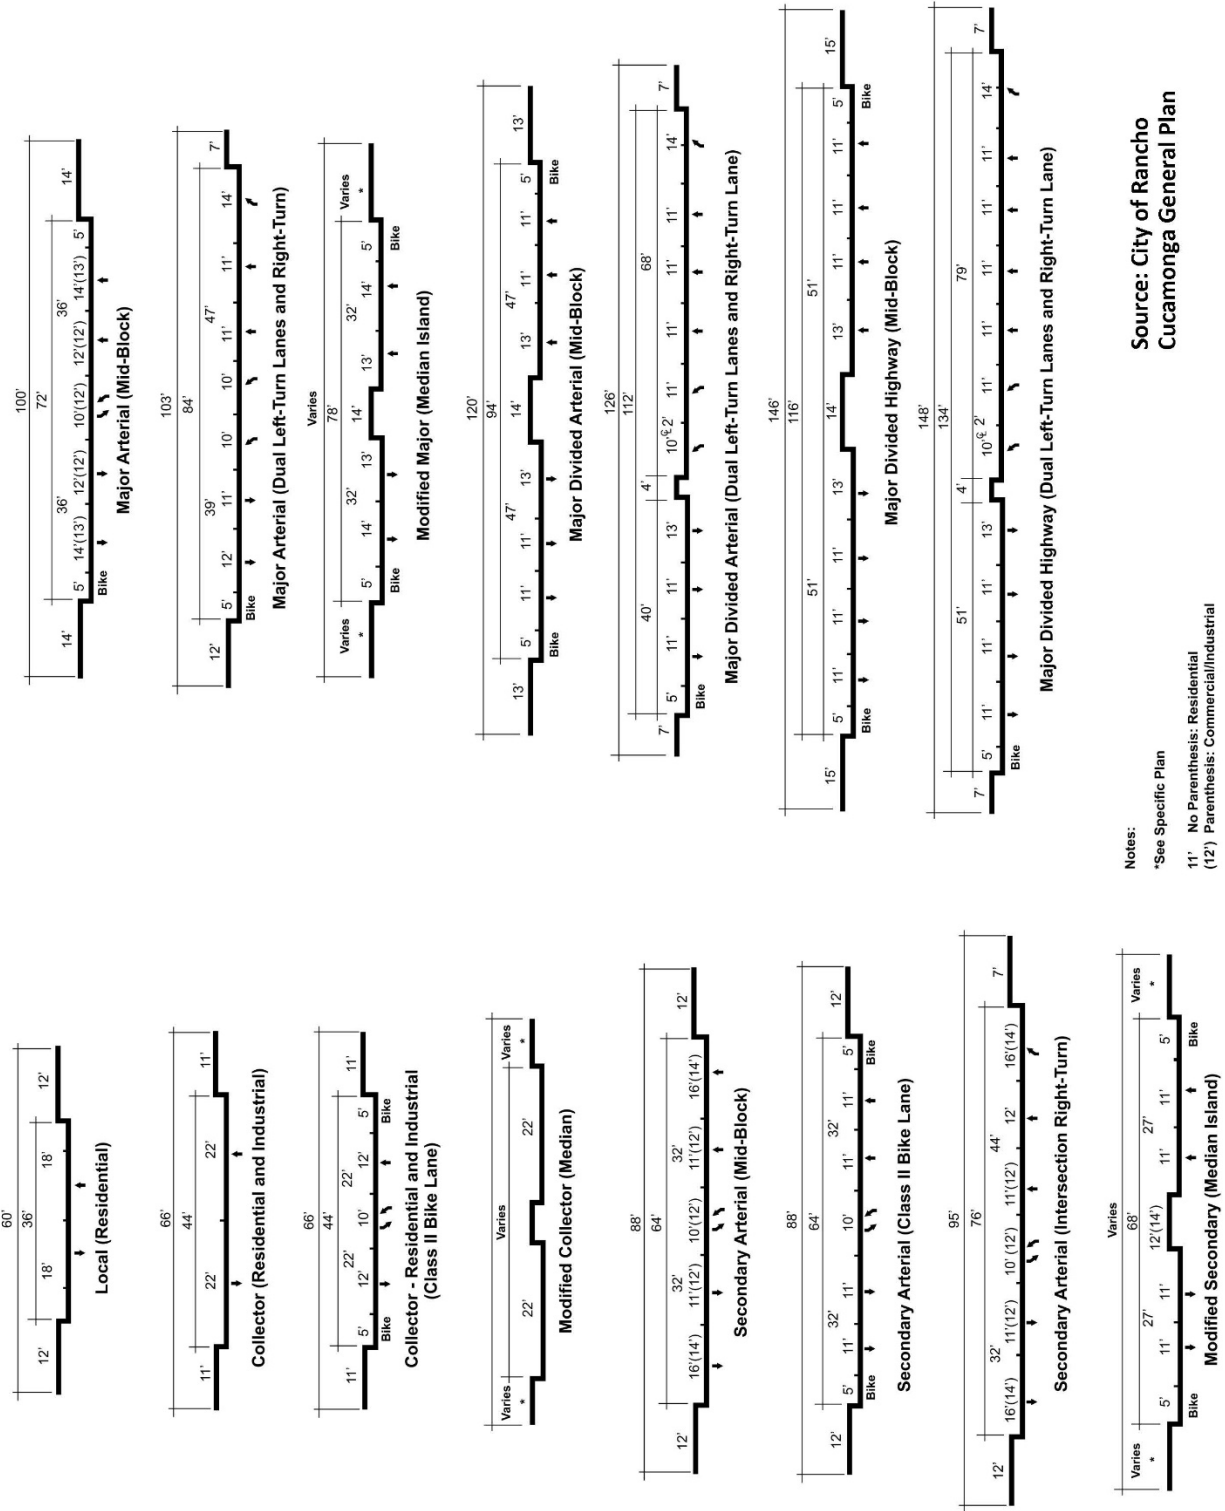 60'
36'
12' 18' 18' 12'
Local (Residential)
66'
44'
11' 22' 22' 11'
Collector (Residential and Industrial)
66'
44'
22' 22'
11' 5' 12' 10' 12' 5' 11'
Bike Bike
Collector - Residential and Industrial
(Class II Bike Lane)
Varies
Varies 22' 22' Varies
* *
Modified Collector (Median)
88'
64'
32' 32'
12' 16'(14') 11'(12') 10'(12') 11'(12') 16'(14') 12'
Secondary Arterial (Mid-Block)
88'
64'
32' 32'
12' 5' 11' 11' 10' 11' 11' 5' 12'
Bike Bike
Secondary Arterial (Class II Bike Lane)
95'
76'
32' 44'
12' 16'(14') 11'(12') 10' (12') 11'(12') 12' 16'(14') 7'
Secondary Arterial (Intersection Right-Turn)
Varies
68'
Varies 27' 12'(14') 27' Varies
* 5' 11' 11' 11' 11' 5' *
Bike Bike
Modified Secondary (Median Island)
100'
72'
36' 36'
14' 5' 14'(13') 12'(12') 10'(12') 12'(12') 14'(13') 5' 14'
Bike
Major Arterial (Mid-Block)
103'
84'
39' 47'
12' 5' 12' 11' 10' 10' 11' 11' 14' 7'
Bike
Major Arterial (Dual Left-Turn Lanes and Right-Turn)
Varies
78'
Varies 32' 14' 32' Varies
* 5' 14' 13' 13' 14' 5' *
Bike Bike
Modified Major (Median Island)
120'
94'
47' 14' 47'
13' 5' 11' 11' 13' 13' 11' 11' 5' 13'
Bike Bike
Major Divided Arterial (Mid-Block)
126'
112'
40' 4' 68'
7' 5' 11' 11' 13' 10' ℄ 2' 11' 11' 11' 11' 14' 7'
Bike
Major Divided Arterial (Dual Left-Turn Lanes and Right-Turn Lane)
146'
116'
51' 51'
15' 5' 11' 11' 11' 13' 14' 13' 11' 11' 11' 5' 15'
Bike Bike
Major Divided Highway (Mid-Block)
148'
134'
51' 4' 79'
7' 5' 11' 11' 11' 13' 10' ℄ 2' 11' 11' 11' 11' 11' 14' 7'
Bike
Major Divided Highway (Dual Left-Turn Lanes and Right-Turn Lane)
Notes:
*See Specific Plan
11' No Parenthesis: Residential
(12') Parenthesis: Commercial/Industrial
Source: City of Rancho
Cucamonga General Plan